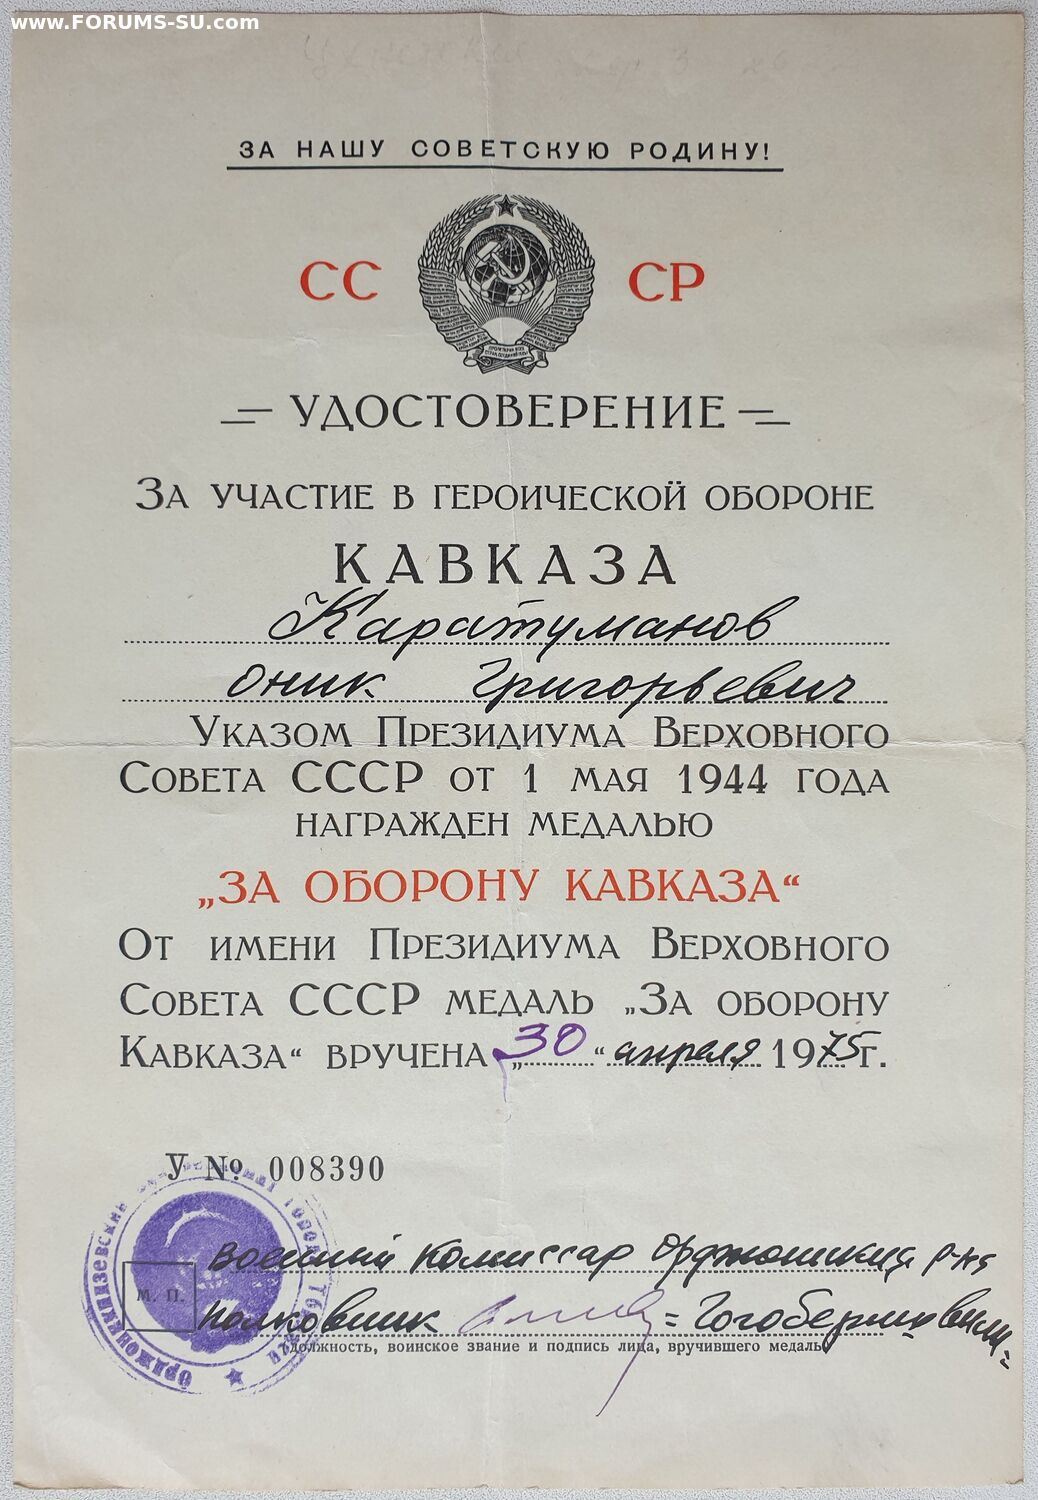 www.FORUMS-SU.com
ЗА НАШУ СОВЕТСКУЮ РОДИНУ!
СС СР
УДОСТОВЕРЕНИЕ
ЗА УЧАСТИЕ В ГЕРОИЧЕСКОЙ ОБОРОНЕ
КАВКАЗА
Каратуманов
Оник Григорьевич
УКАЗОМ ПРЕЗИДИУМА ВЕРХОВНОГО
СОВЕТА СССР ОТ 1 МАЯ 1944 ГОДА
НАГРАЖДЕН МЕДАЛЬЮ
„ЗА ОБОРОНУ КАВКАЗА“
ОТ ИМЕНИ ПРЕЗИДИУМА ВЕРХОВНОГО
СОВЕТА СССР МЕДАЛЬ „ЗА ОБОРОНУ
КАВКАЗА“ ВРУЧЕНА „30“ апреля 1975г.
У № 008390
военный комиссар Орджоникидз р-на
М. П.
полковник
(должность, воинское звание и подпись лица, вручившего медаль)